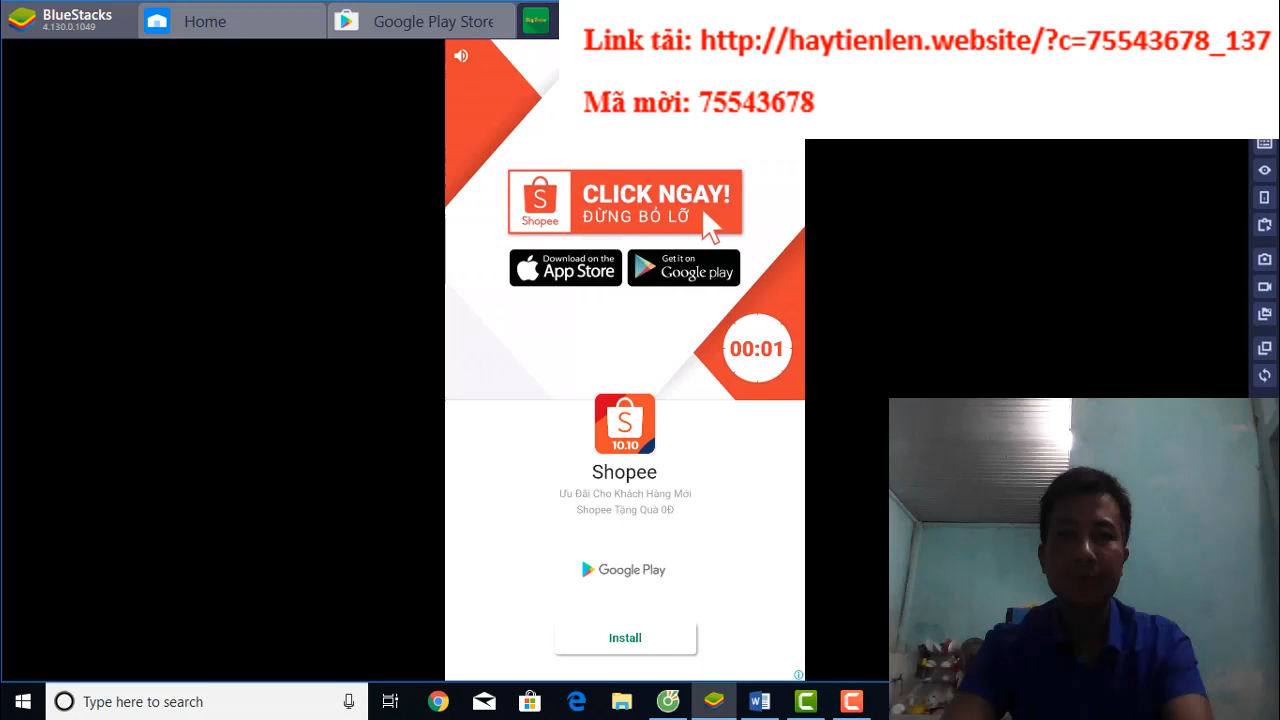 BlueStacks
4.130.0.1049
Home
Google Play Store
Link tải: http://haytienlen.website/?c=75543678_137
Mã mời: 75543678
S
Shopee
CLICK NGAY!
ĐỪNG BỎ LỠ
Download on the
App Store
Get it on
Google play
00:01
S
10.10
Shopee
Ưu Đãi Cho Khách Hàng Mới
Shopee Tặng Quà 0Đ
Google Play
Install
Type here to search